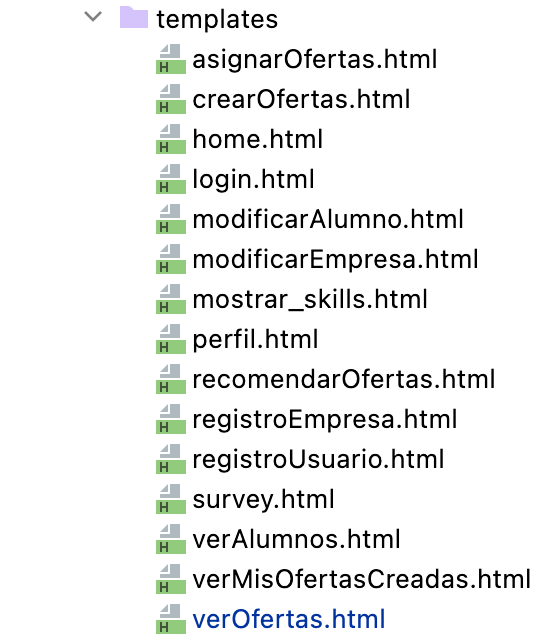 templates
H asignarOfertas.html
H crearOfertas.html
H home.html
H login.html
H modificarAlumno.html
H modificarEmpresa.html
H mostrar_skills.html
H perfil.html
H recomendarOfertas.html
H registroEmpresa.html
H registroUsuario.html
H survey.html
H verAlumnos.html
H verMisOfertasCreadas.html
H verOfertas.html